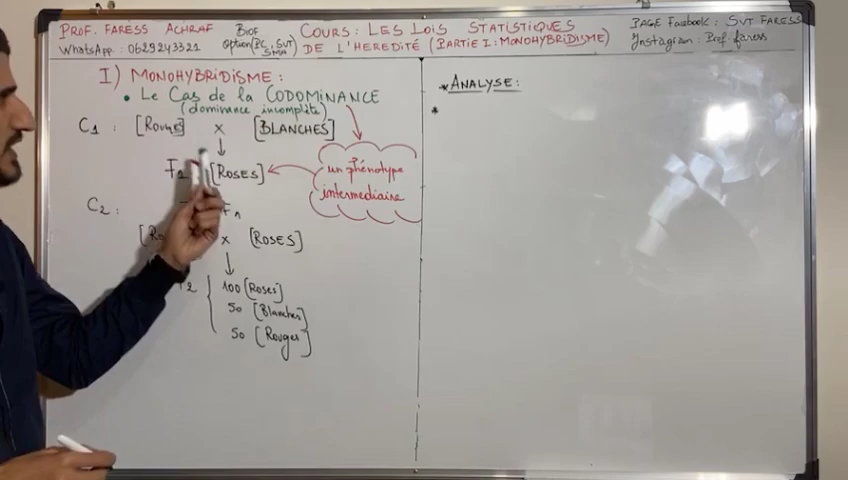 PROF. FARESS ACHRAF
WhatsApp : 0629243321
BIOF
Option (PC, SVT
SMA)
COURS : LES LOIS STATISTIQUES
DE L'HEREDITÉ (PARTIE I : MONOHYBRIDISME)
PAGE Facebook : SVT FARESS
Instagram : Prof. faress
I) MONOHYBRIDISME :
• Le Cas de la CODOMINANCE
(dominance incomplète)
C1 : [Rouges] x [BLANCHES]
[ROSES]
un phénotype
intermediaire
C2 :
x [ROSES]
100 [Roses]
50 [Blanches]
50 [Rouges]
* ANALYSE :
*